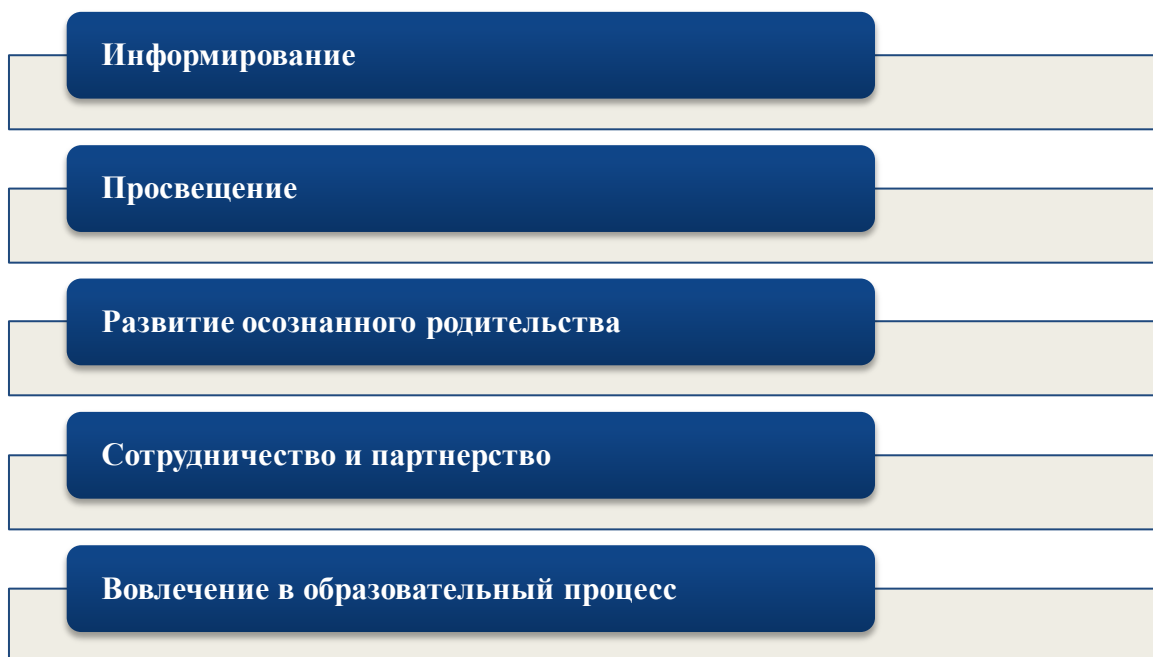 Информирование
Просвещение
Развитие осознанного родительства
Сотрудничество и партнерство
Вовлечение в образовательный процесс